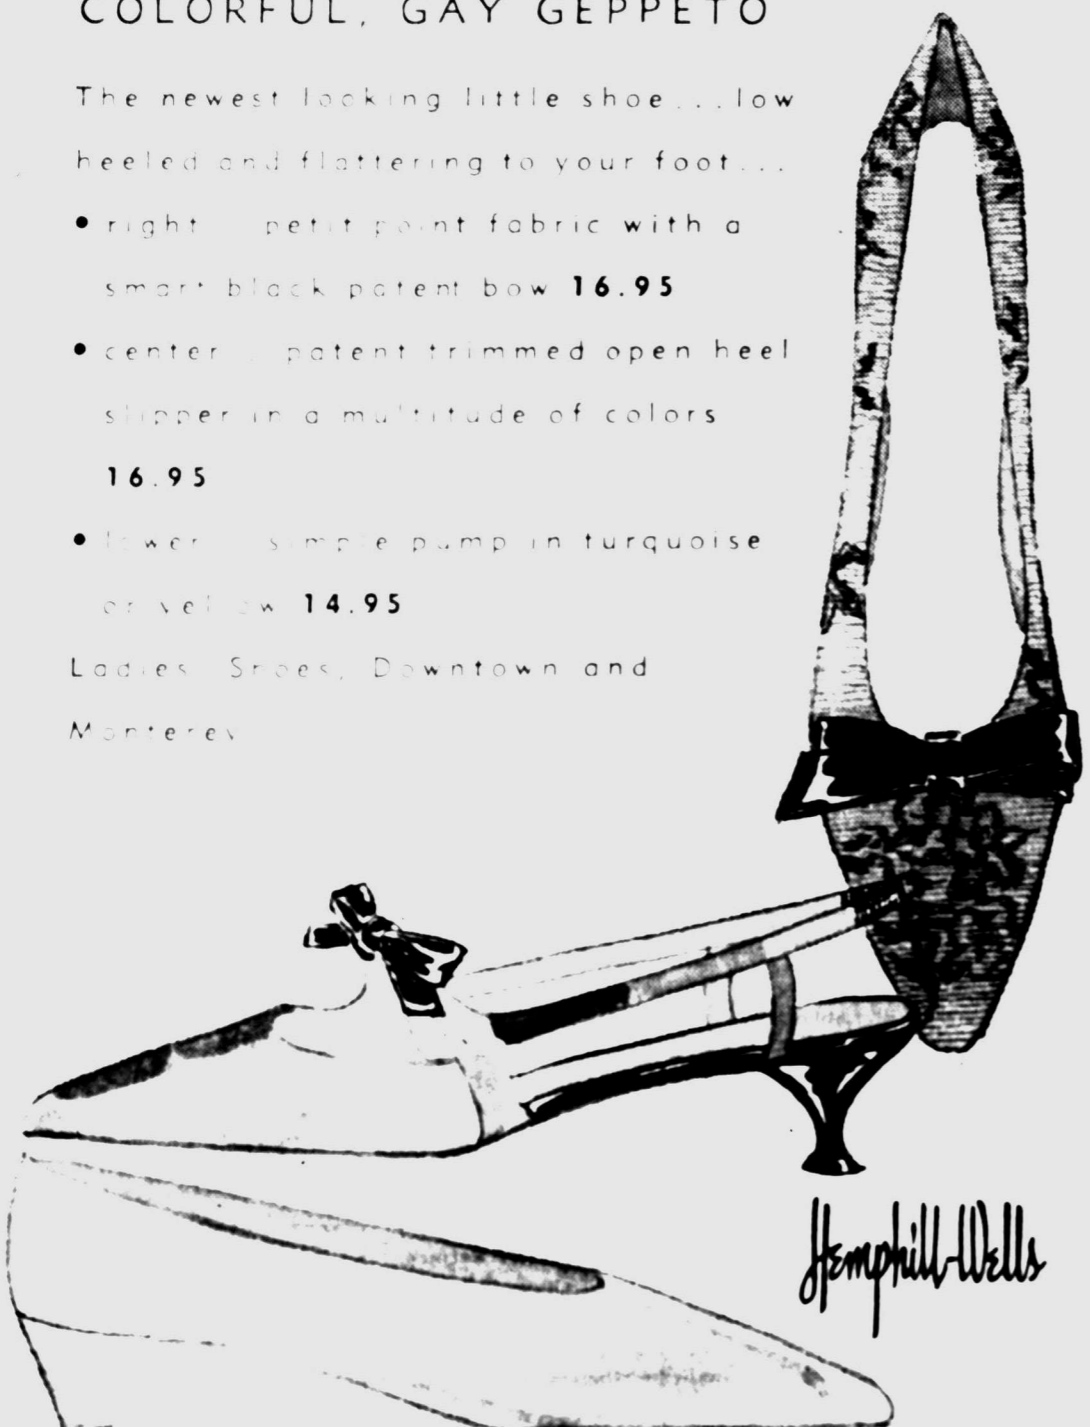 COLORFUL, GAY GEPPETO
The newest looking little shoe...low
heeled and flattering to your foot...
• right . . petit point fabric with a
smart black patent bow 16.95
• center . . patent trimmed open heel
slipper in a multitude of colors
16.95
• lower . . simple pump in turquoise
or yellow 14.95
Ladies Shoes, Downtown and
Monterey
Hemphill-Wells